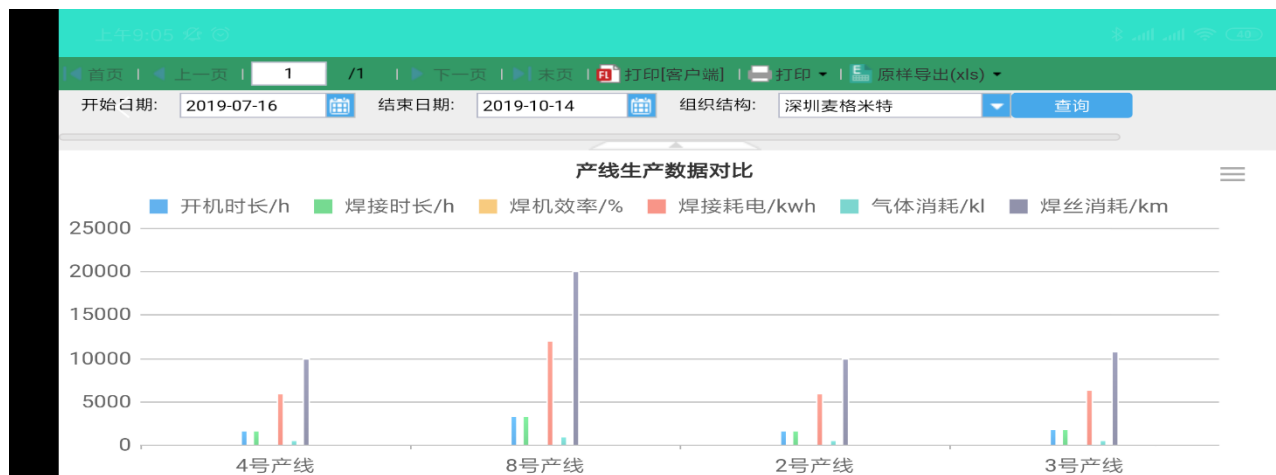 上午9:05 40
首页 上一页 1 /1 下一页 末页 打印[客户端] 打印 原样导出(xls)
开始日期: 2019-07-16 结束日期: 2019-10-14 组织结构: 深圳麦格米特 查询
产线生产数据对比
开机时长/h 焊接时长/h 焊机效率/% 焊接耗电/kwh 气体消耗/kl 焊丝消耗/km
25000
20000
15000
10000
5000
0
4号产线 8号产线 2号产线 3号产线